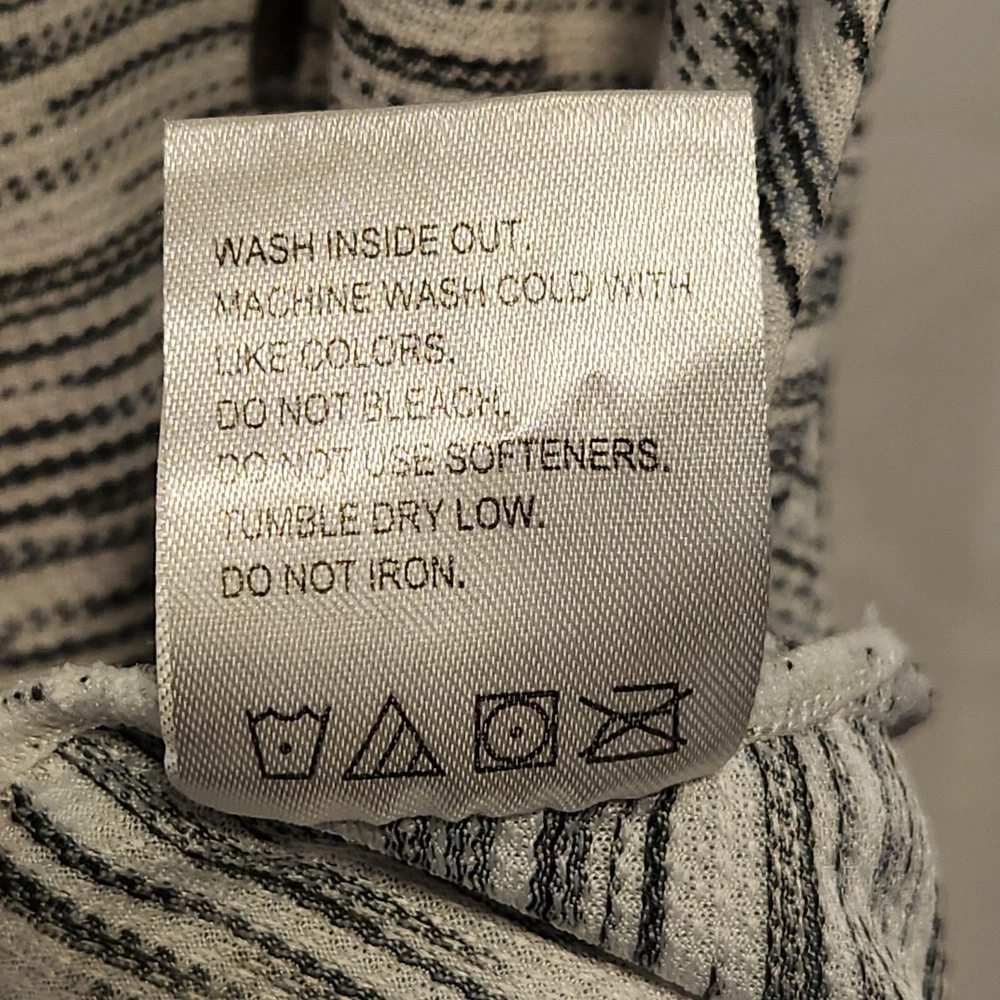 WASH INSIDE OUT.
MACHINE WASH COLD WITH
LIKE COLORS.
DO NOT BLEACH.
DO NOT USE SOFTENERS.
TUMBLE DRY LOW.
DO NOT IRON.